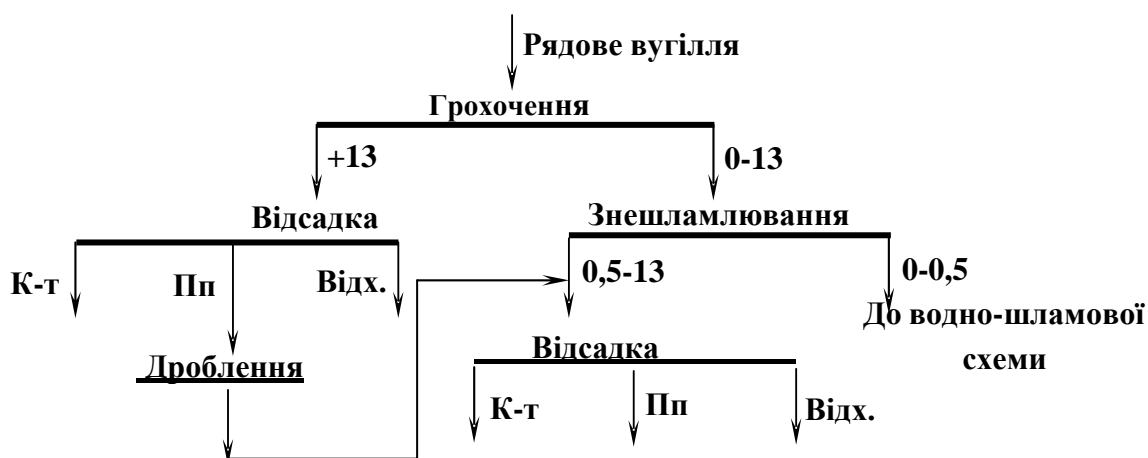 Рядове вугілля
Грохочення
+13
0-13
Відсадка
Знешламлювання
К-т
Пп
Відх.
0,5-13
0-0,5
До водно-шламової
схеми
Дроблення
Відсадка
К-т
Пп
Відх.